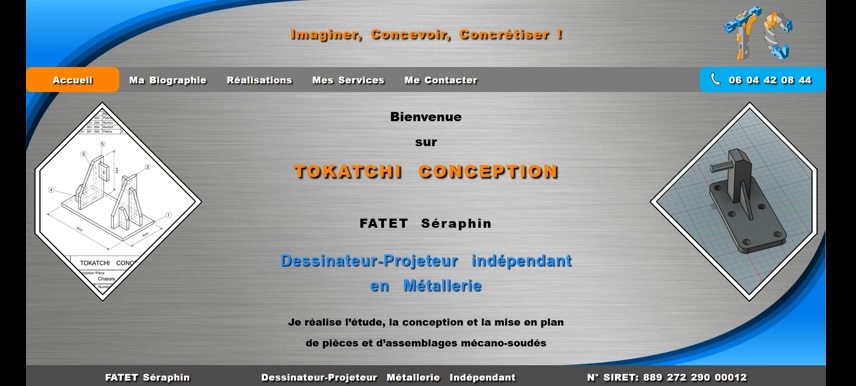 Imaginer, Concevoir, Concrétiser !
TC
Accueil Ma Biographie Réalisations Mes Services Me Contacter 06 04 42 08 44
Bienvenue
sur
TOKATCHI CONCEPTION
FATET Séraphin
Dessinateur-Projeteur indépendant
en Métallerie
Je réalise l'étude, la conception et la mise en plan
de pièces et d'assemblages mécano-soudés
TOKATCHI CONC
Chassis
FATET Séraphin Dessinateur-Projeteur Métallerie Indépendant N° SIRET: 889 272 290 00012